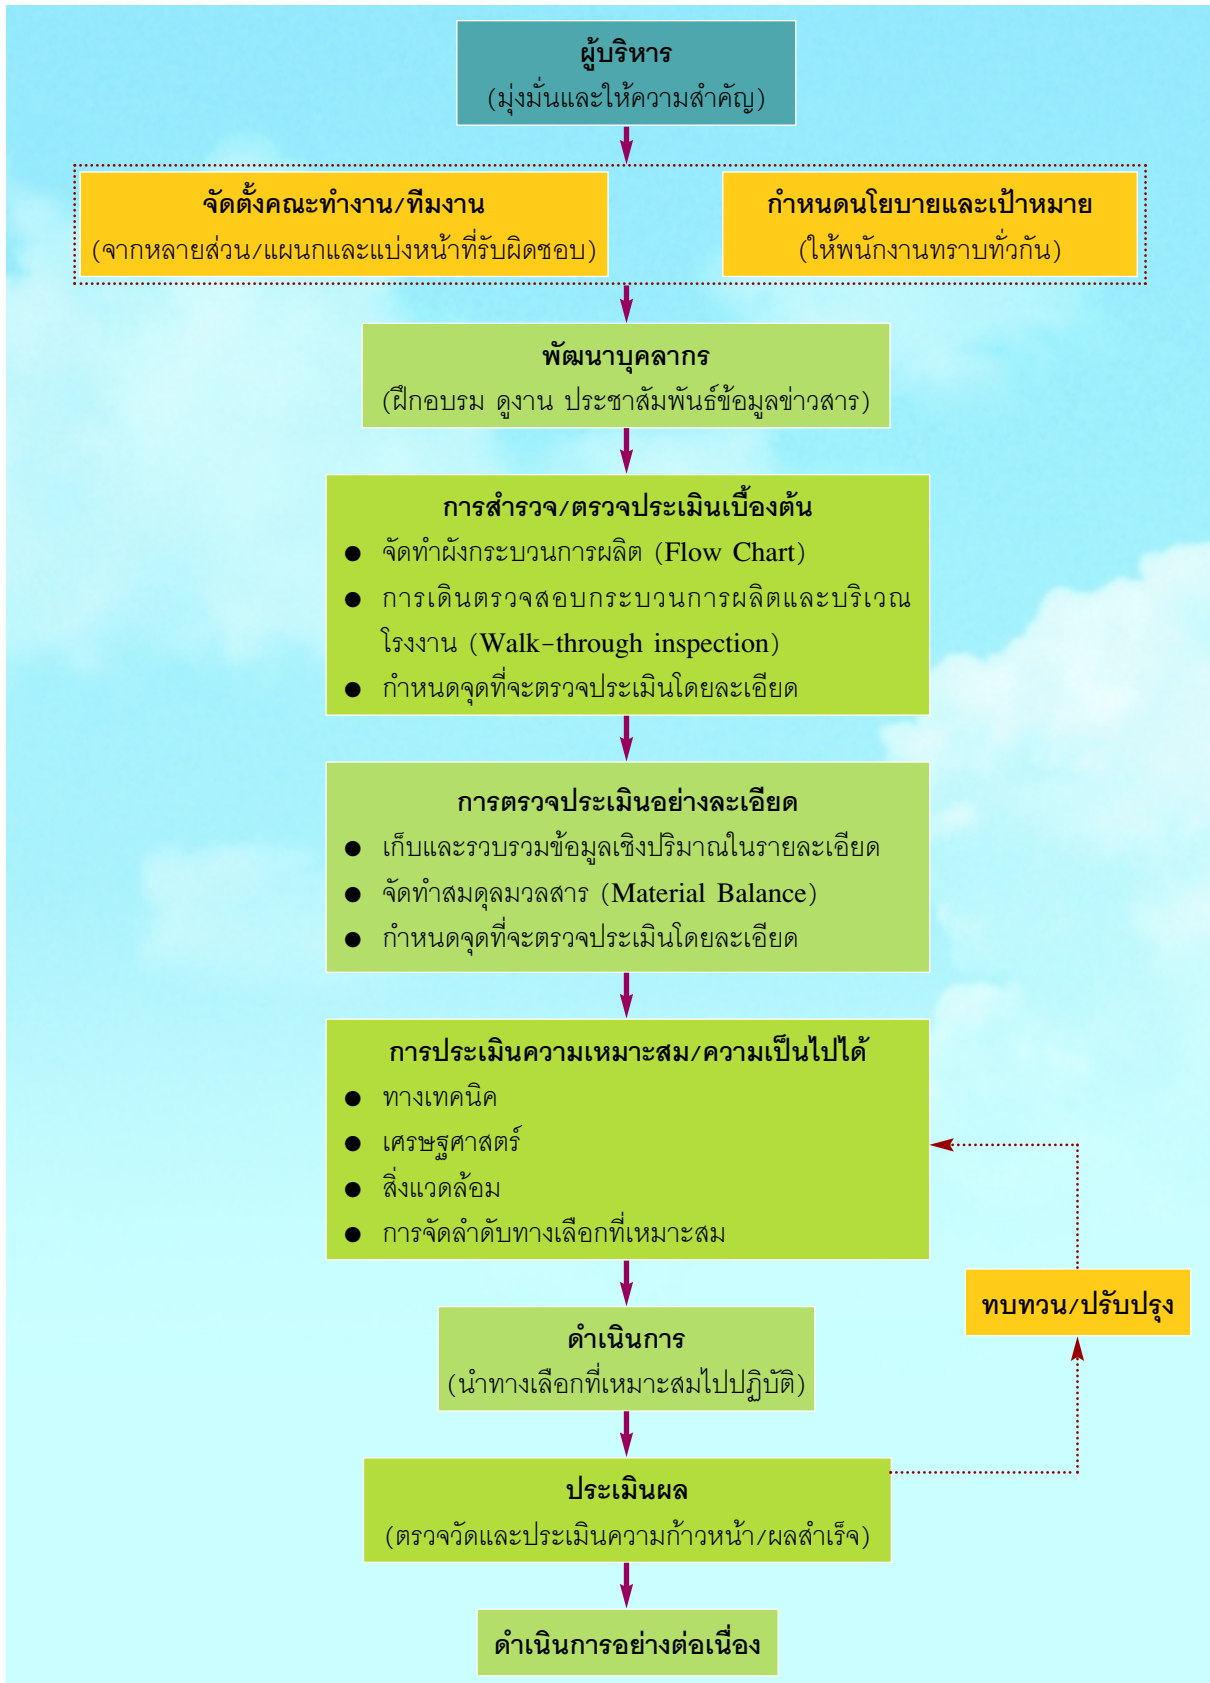 ผู้บริหาร
(มุ่งมั่นและให้ความสำคัญ)
จัดตั้งคณะทำงาน/ทีมงาน
(จากหลายส่วน/แผนกและแบ่งหน้าที่รับผิดชอบ)
กำหนดนโยบายและเป้าหมาย
(ให้พนักงานทราบทั่วกัน)
พัฒนาบุคลากร
(ฝึกอบรม ดูงาน ประชาสัมพันธ์ข้อมูลข่าวสาร)
การสำรวจ/ตรวจประเมินเบื้องต้น
● จัดทำผังกระบวนการผลิต (Flow Chart)
● การเดินตรวจสอบกระบวนการผลิตและบริเวณ
โรงงาน (Walk-through inspection)
● กำหนดจุดที่จะตรวจประเมินโดยละเอียด
การตรวจประเมินอย่างละเอียด
● เก็บและรวบรวมข้อมูลเชิงปริมาณในรายละเอียด
● จัดทำสมดุลมวลสาร (Material Balance)
● กำหนดจุดที่จะตรวจประเมินโดยละเอียด
การประเมินความเหมาะสม/ความเป็นไปได้
● ทางเทคนิค
● เศรษฐศาสตร์
● สิ่งแวดล้อม
● การจัดลำดับทางเลือกที่เหมาะสม
ทบทวน/ปรับปรุง
ดำเนินการ
(นำทางเลือกที่เหมาะสมไปปฏิบัติ)
ประเมินผล
(ตรวจวัดและประเมินความก้าวหน้า/ผลสำเร็จ)
ดำเนินการอย่างต่อเนื่อง